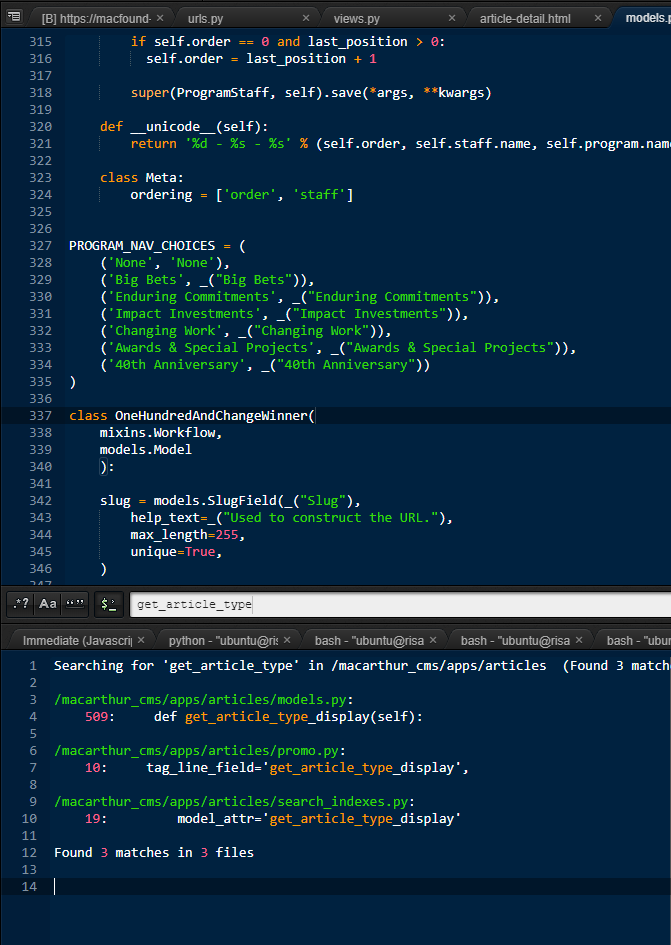 [B] https://macfound- × urls.py × views.py × article-detail.html × models.p
315 if self.order == 0 and last_position > 0:
316 self.order = last_position + 1
317
318 super(ProgramStaff, self).save(*args, **kwargs)
319
320 def __unicode__(self):
321 return '%d - %s - %s' % (self.order, self.staff.name, self.program.name
322
323 class Meta:
324 ordering = ['order', 'staff']
325
326
327 PROGRAM_NAV_CHOICES = (
328 ('None', 'None'),
329 ('Big Bets', _("Big Bets")),
330 ('Enduring Commitments', _("Enduring Commitments")),
331 ('Impact Investments', _("Impact Investments")),
332 ('Changing Work', _("Changing Work")),
333 ('Awards & Special Projects', _("Awards & Special Projects")),
334 ('40th Anniversary', _("40th Anniversary"))
335 )
336
337 class OneHundredAndChangeWinner(
338 mixins.Workflow,
339 models.Model
340 ):
341
342 slug = models.SlugField(_("Slug"),
343 help_text=_("Used to construct the URL."),
344 max_length=255,
345 unique=True,
346 )
347
.*? Aa “” $_ get_article_type
Immediate (Javascrip × python - "ubuntu@ris × bash - "ubuntu@risa × bash - "ubuntu@risa × bash - "ubun
1 Searching for 'get_article_type' in /macarthur_cms/apps/articles (Found 3 matche
2
3 /macarthur_cms/apps/articles/models.py:
4 509: def get_article_type_display(self):
5
6 /macarthur_cms/apps/articles/promo.py:
7 10: tag_line_field='get_article_type_display',
8
9 /macarthur_cms/apps/articles/search_indexes.py:
10 19: model_attr='get_article_type_display'
11
12 Found 3 matches in 3 files
13
14